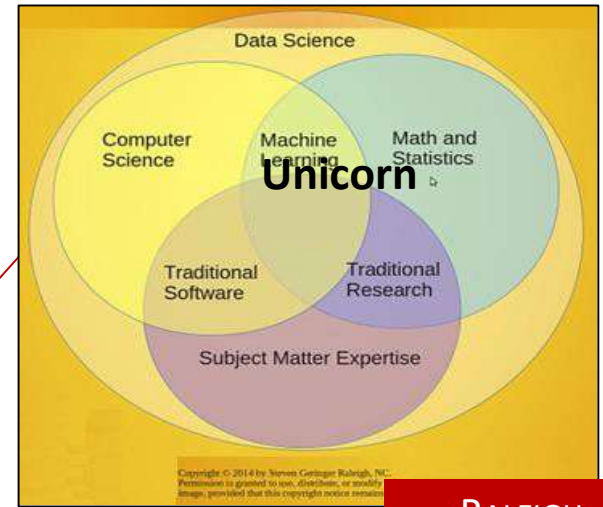 Data Science
Computer
Science
Machine
Learning
Math and
Statistics
Unicorn
Traditional
Software
Traditional
Research
Subject Matter Expertise
Copyright © 2014 by Steven Geringer Raleigh, NC.
Permission is granted to use, distribute, or modify
image, provided that this copyright notice remains